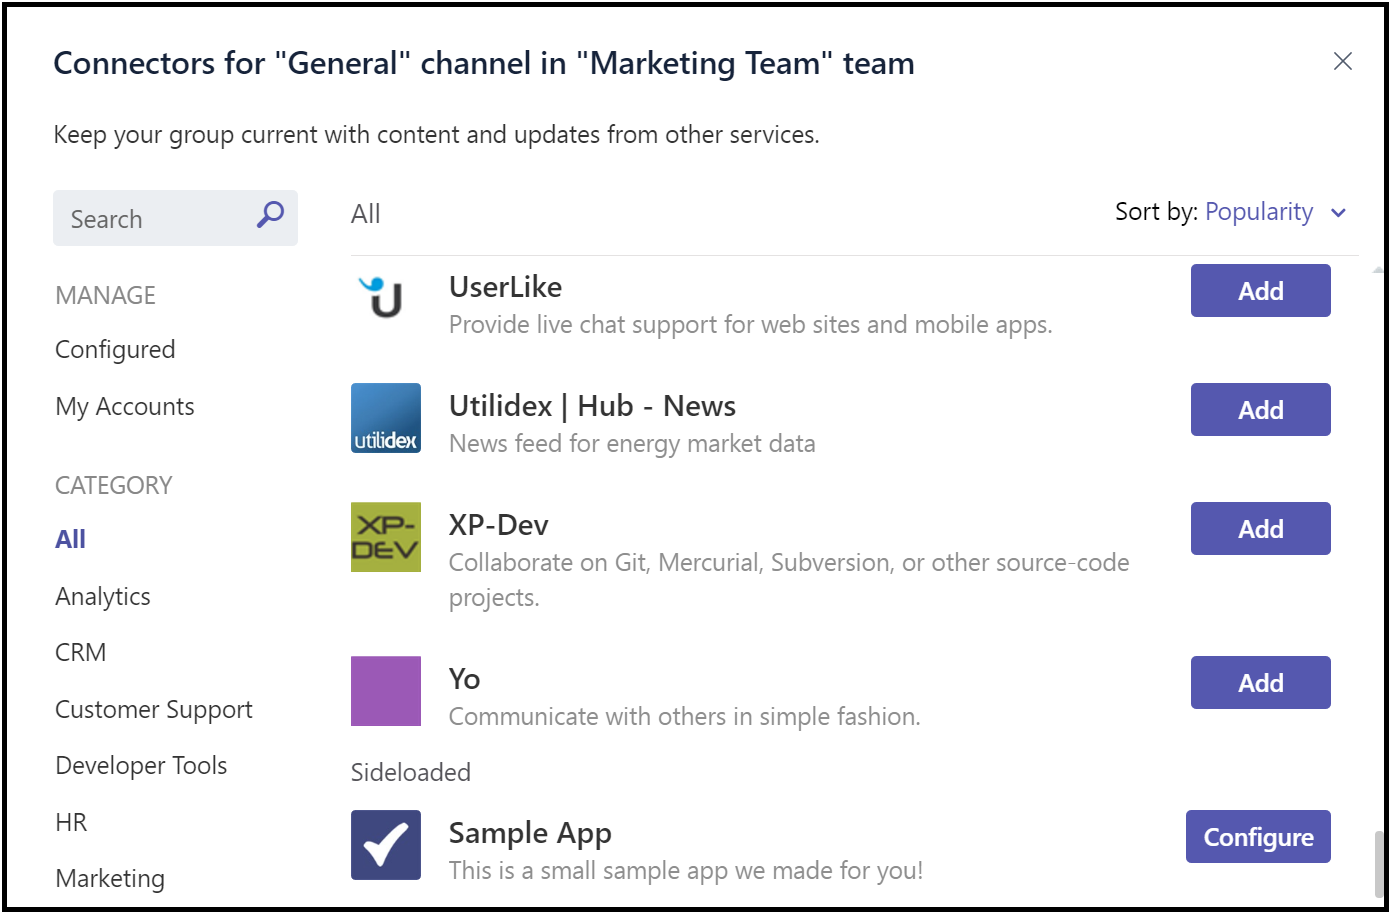 Connectors for "General" channel in "Marketing Team" team
Keep your group current with content and updates from other services.
Search
MANAGE
Configured
My Accounts
CATEGORY
All
Analytics
CRM
Customer Support
Developer Tools
HR
Marketing
All
Sort by: Popularity
UserLike
Provide live chat support for web sites and mobile apps.
Add
utilidex
Utilidex | Hub - News
News feed for energy market data
Add
XP-
DEV
XP-Dev
Collaborate on Git, Mercurial, Subversion, or other source-code
projects.
Add
Yo
Communicate with others in simple fashion.
Add
Sideloaded
Sample App
This is a small sample app we made for you!
Configure